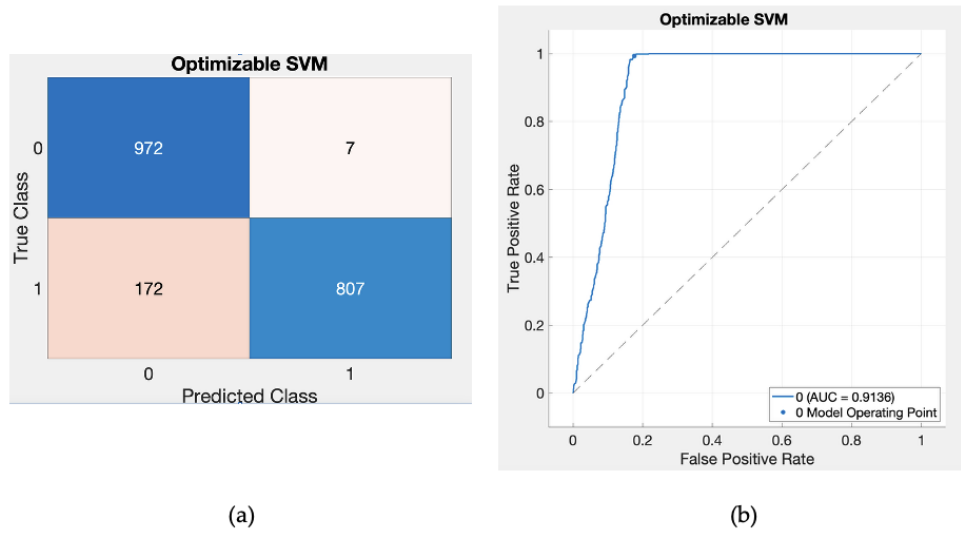 Optimizable SVM
0
972
7
1
172
807
True Class
0
1
Predicted Class
(a)
Optimizable SVM
1
0.8
0.6
0.4
0.2
0
True Positive Rate
0 (AUC = 0.9136)
0 Model Operating Point
0
0.2
0.4
0.6
0.8
1
False Positive Rate
(b)